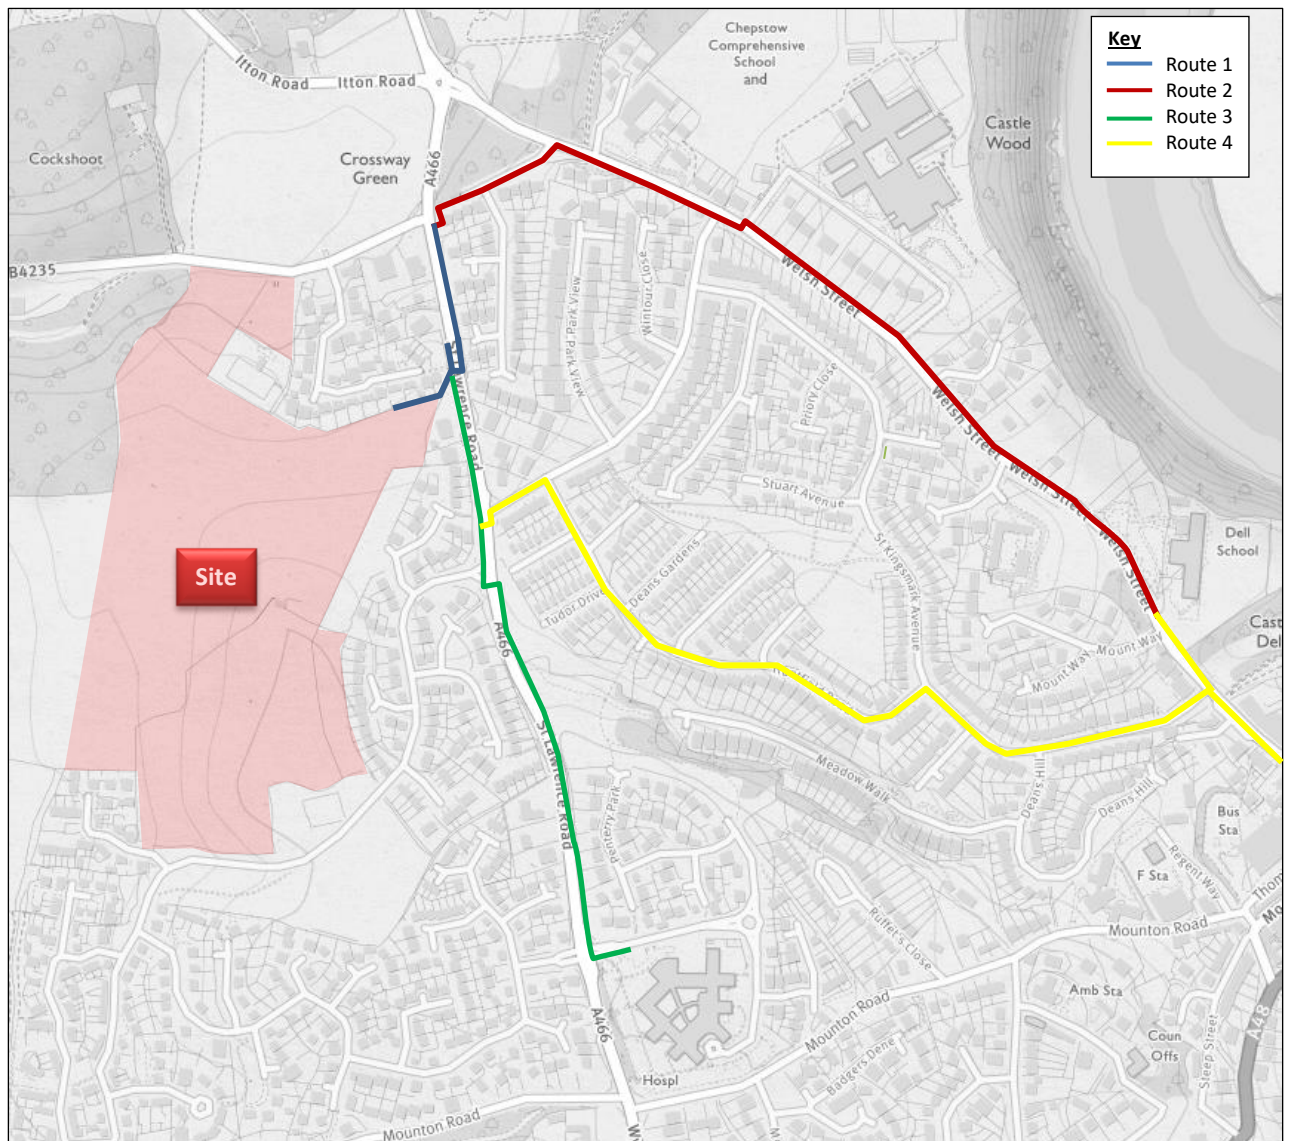 Chepstow
Comprehensive
School
and
Key
Route 1
Route 2
Route 3
Route 4
Itton Road
Itton Road
Castle
Wood
Cockshoot
Crossway
Green
A466
B4235
Welsh Street
Wintour Close
Park View
Park View
St Lawrence Road
Priory Close
Welsh Street
Welsh Street
Stuart Avenue
Welsh Street
Dell
School
Site
St Kingsmark Avenue
Deans Gardens
Tudor Drive
A466
Mount Way
Mount Way
Cast
Del
St Lawrence Road
Meadow Walk
Deans Hill
Deans Hill
Penterry Park
Bus
Sta
F Sta
Regent Way
Thom
Mo
Ruffet's Close
Mounton Road
Amb Sta
Mounton Road
A466
A48
Coun
Offs
Steep Street
Badgers Dene
Hospl
Mounton Road
M
W